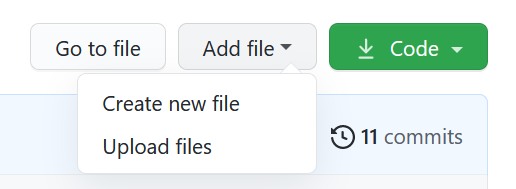 Go to file Add file Code
Create new file
Upload files
11 commits